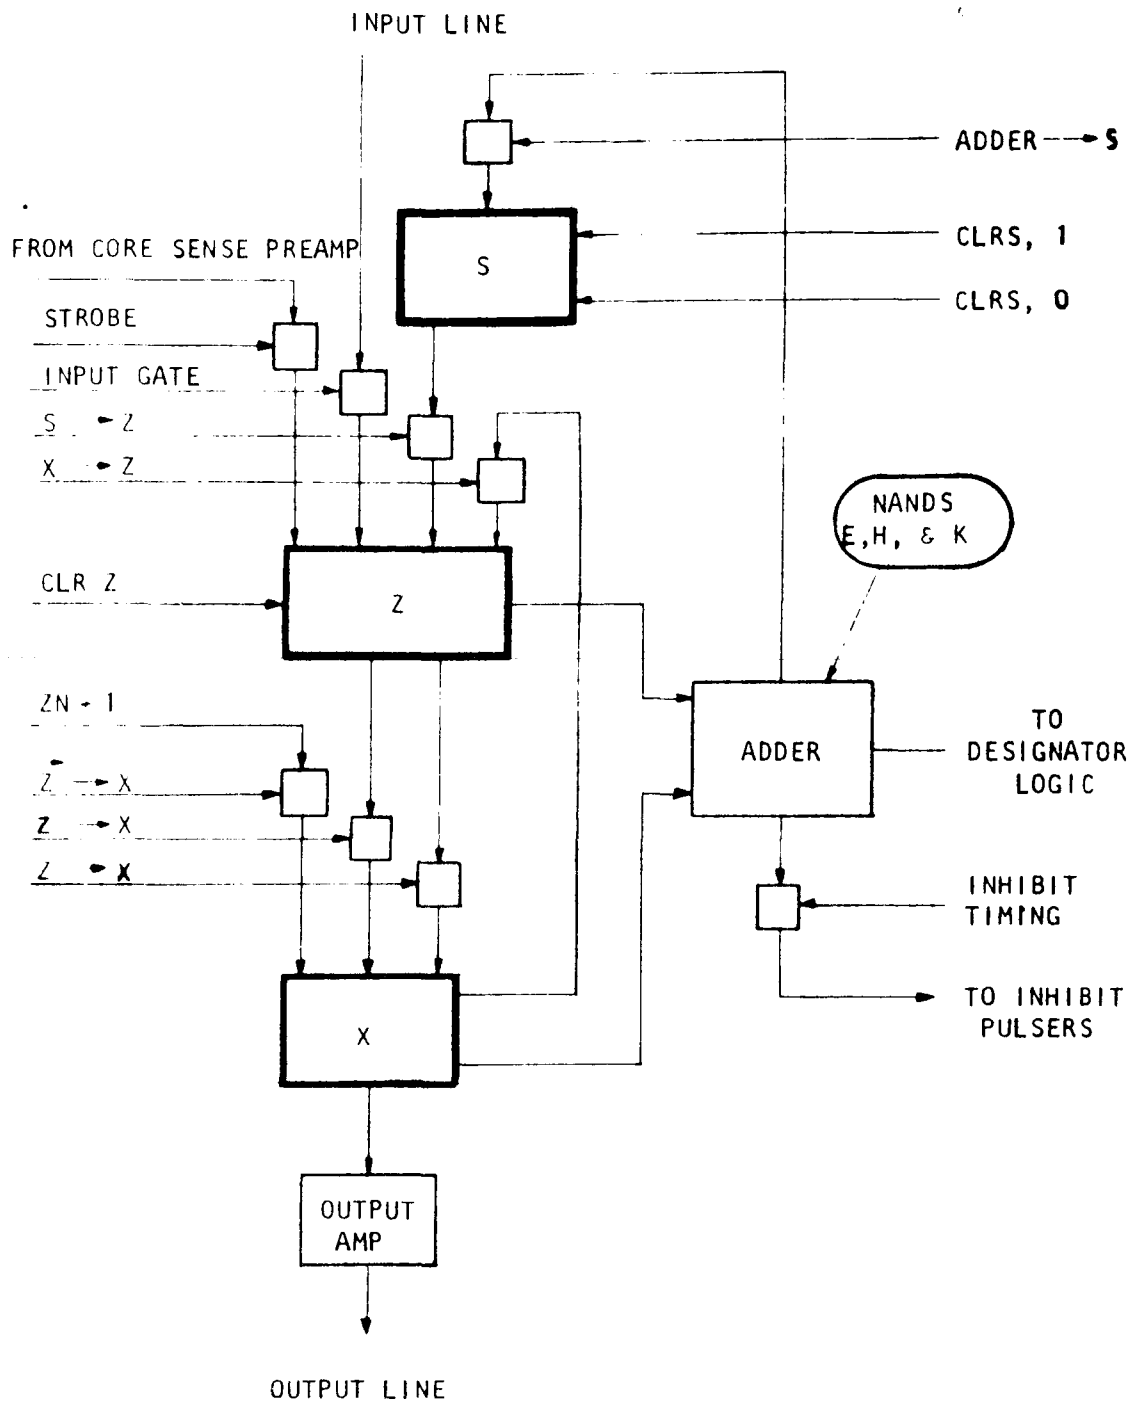 INPUT LINE
ADDER → S
CLRS, 1
S
FROM CORE SENSE PREAMP
CLRS, 0
STROBE
INPUT GATE
S → Z
X → Z
NANDS
E,H, & K
CLR Z
Z
ZN - 1
TO
DESIGNATOR
LOGIC
ADDER
Z → X
Z → X
Z → X
INHIBIT
TIMING
TO INHIBIT
PULSERS
X
OUTPUT
AMP
OUTPUT LINE